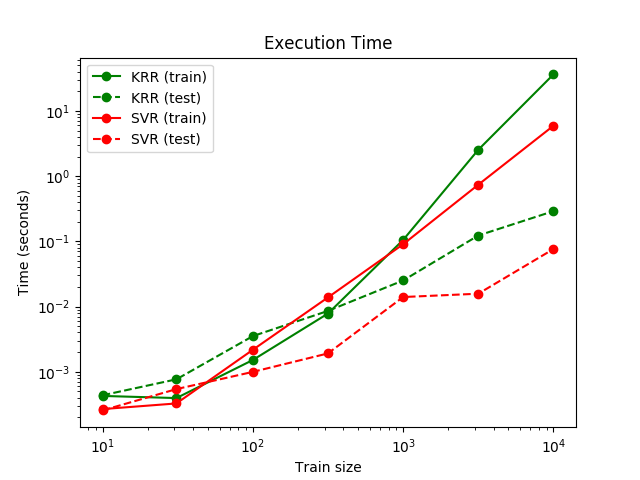 Execution Time
KRR (train)
KRR (test)
SVR (train)
SVR (test)
Time (seconds)
10¹
10⁰
10⁻¹
10⁻²
10⁻³
10¹ 10² 10³ 10⁴
Train size